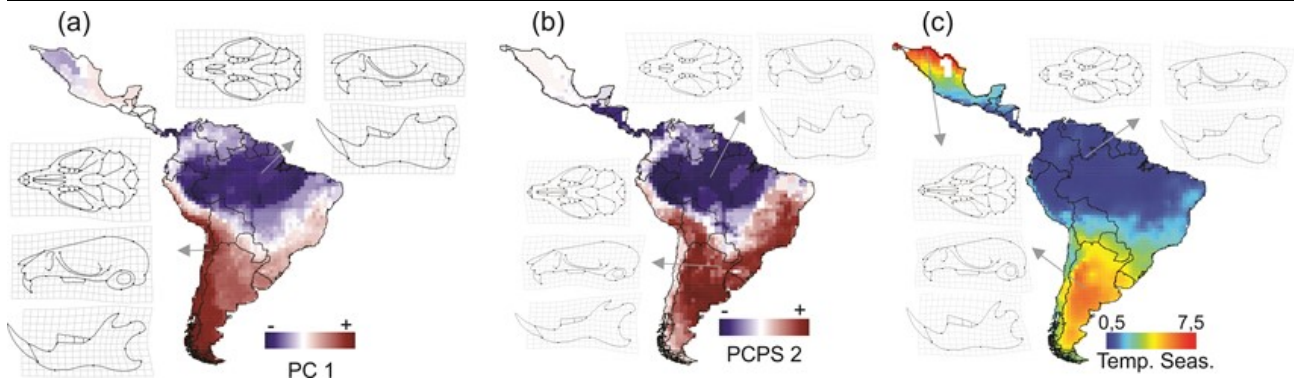 (a)
(b)
(c)
- +
PC 1
- +
PCPS 2
0,5 7,5
Temp. Seas.